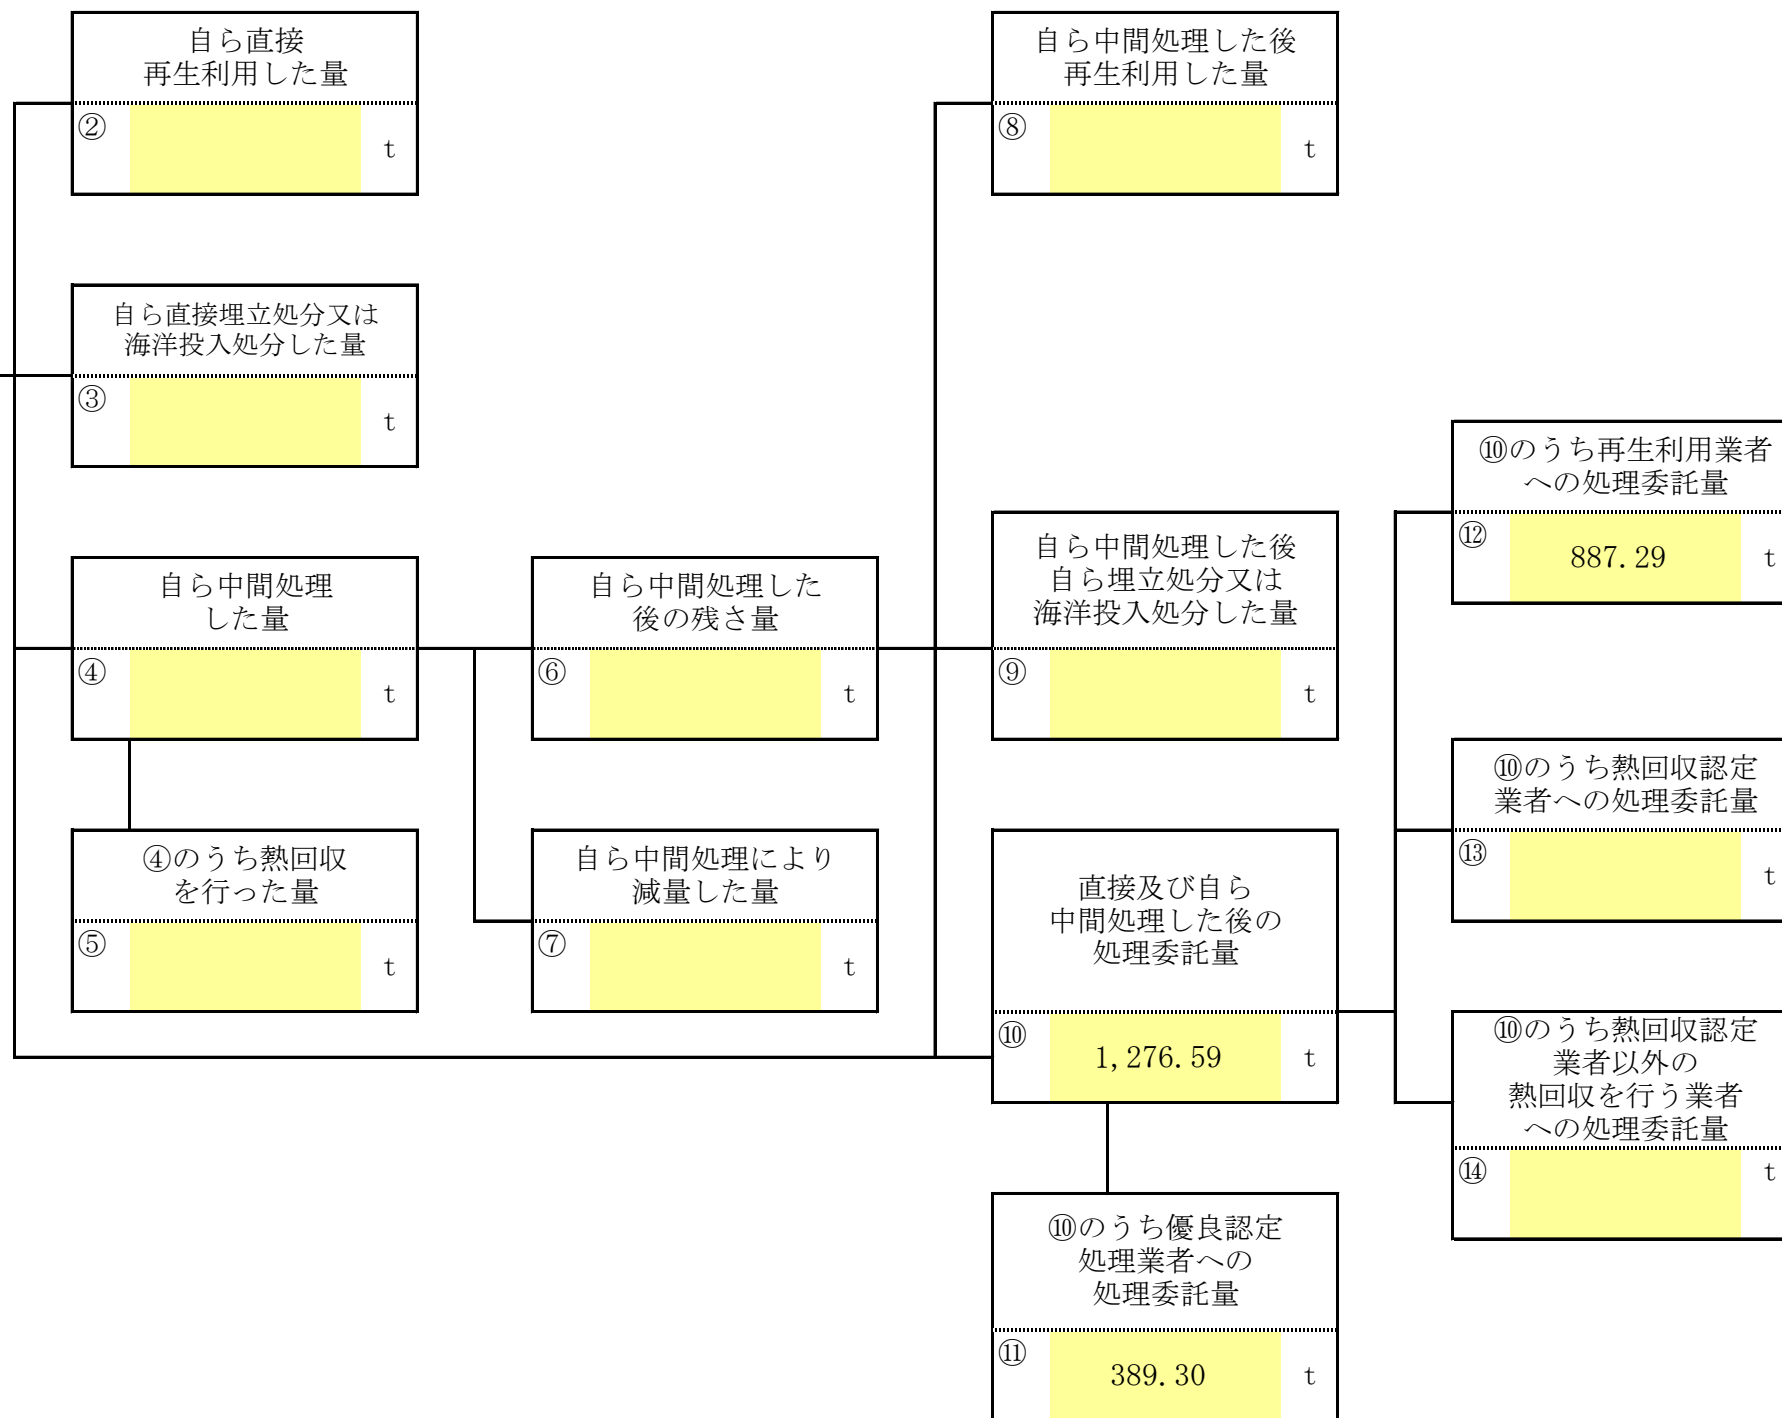 自ら直接
再生利用した量
②
t
自ら中間処理した後
再生利用した量
⑧
t
自ら直接埋立処分又は
海洋投入処分した量
③
t
⑩のうち再生利用業者
への処理委託量
⑫
887.29
t
自ら中間処理
した量
④
t
自ら中間処理した
後の残さ量
⑥
t
自ら中間処理した後
自ら埋立処分又は
海洋投入処分した量
⑨
t
⑩のうち熱回収認定
業者への処理委託量
⑬
t
④のうち熱回収
を行った量
⑤
t
自ら中間処理により
減量した量
⑦
t
直接及び自ら
中間処理した後の
処理委託量
⑩
1,276.59
t
⑩のうち熱回収認定
業者以外の
熱回収を行う業者
への処理委託量
⑭
t
⑩のうち優良認定
処理業者への
処理委託量
⑪
389.30
t